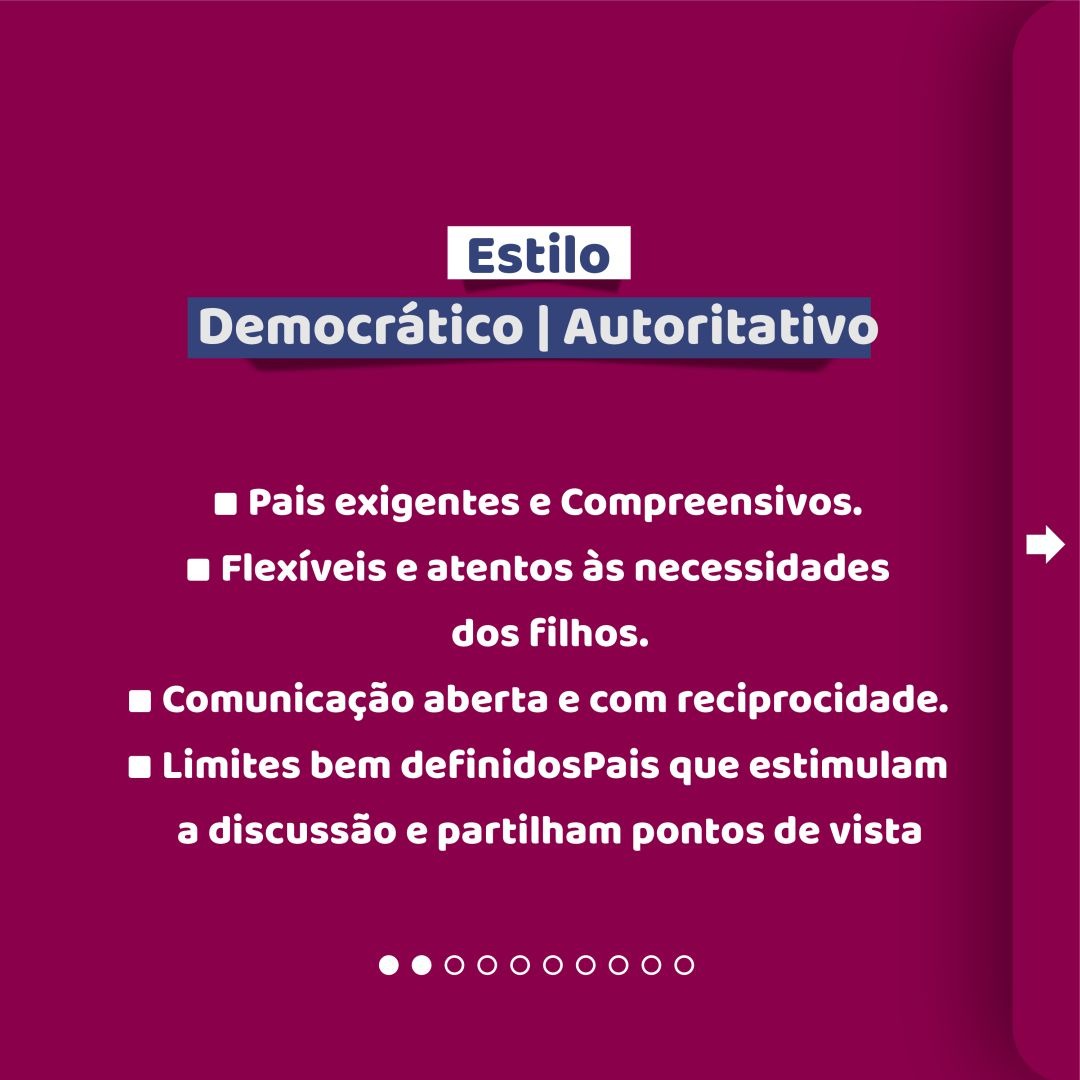 Estilo
Democrático | Autoritativo
■ Pais exigentes e Compreensivos.
■ Flexíveis e atentos às necessidades
dos filhos.
■ Comunicação aberta e com reciprocidade.
■ Limites bem definidosPais que estimulam
a discussão e partilham pontos de vista